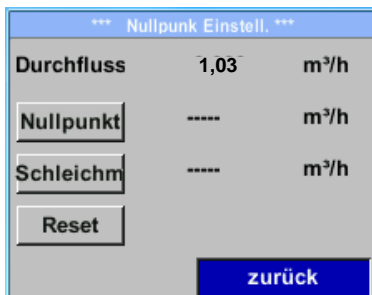 *** Nullpunk Einstell. ***
Durchfluss 1,03 m³/h
Nullpunkt ----- m³/h
Schleichm ----- m³/h
Reset
zurück